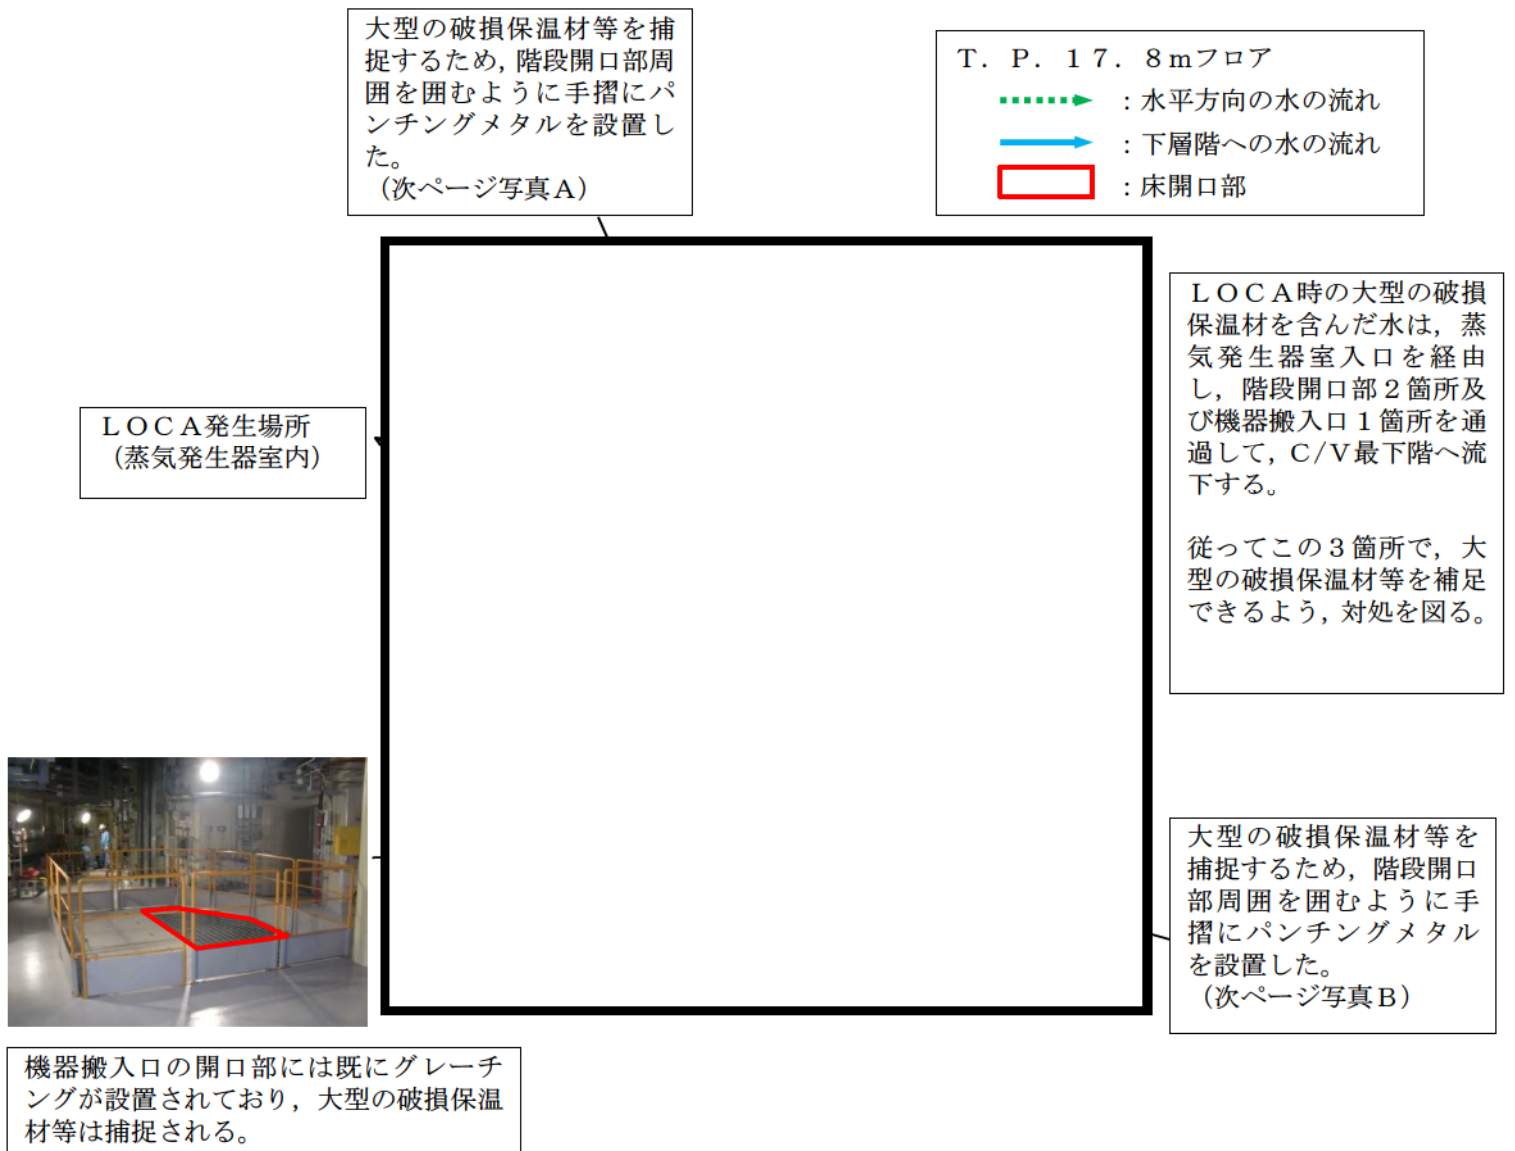 大型の破損保温材等を捕
捉するため,階段開口部周
囲を囲むように手摺にパ
ンチングメタルを設置し
た。
（次ページ写真Ａ）
Ｔ．Ｐ．１７．８ｍフロア
：水平方向の水の流れ
：下層階への水の流れ
：床開口部
ＬＯＣＡ時の大型の破損
保温材を含んだ水は，蒸
気発生器室入口を経由
し，階段開口部２箇所及
び機器搬入口１箇所を通
過して，Ｃ/Ｖ最下階へ流
下する。
従ってこの３箇所で，大
型の破損保温材等を補足
できるよう，対処を図る。
ＬＯＣＡ発生場所
（蒸気発生器室内）
大型の破損保温材等を
捕捉するため，階段開口
部周囲を囲むように手
摺にパンチングメタル
を設置した。
（次ページ写真Ｂ）
機器搬入口の開口部には既にグレーチ
ングが設置されており，大型の破損保温
材等は捕捉される。